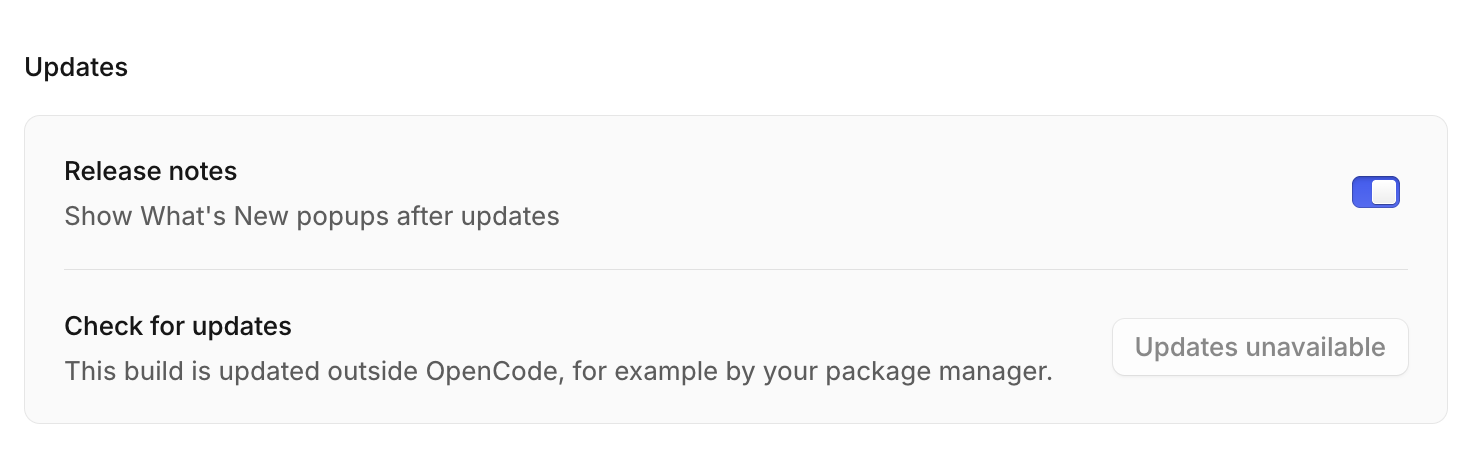 Updates
Release notes
Show What's New popups after updates
Check for updates
This build is updated outside OpenCode, for example by your package manager.
Updates unavailable